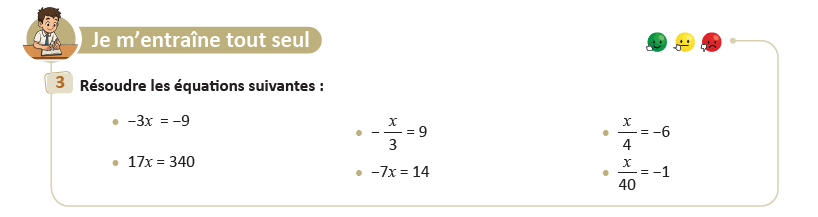 Je m’entraîne tout seul
3 Résoudre les équations suivantes :
• –3x = –9
• 17x = 340
• – x/3 = 9
• –7x = 14
• x/4 = –6
• x/40 = –1